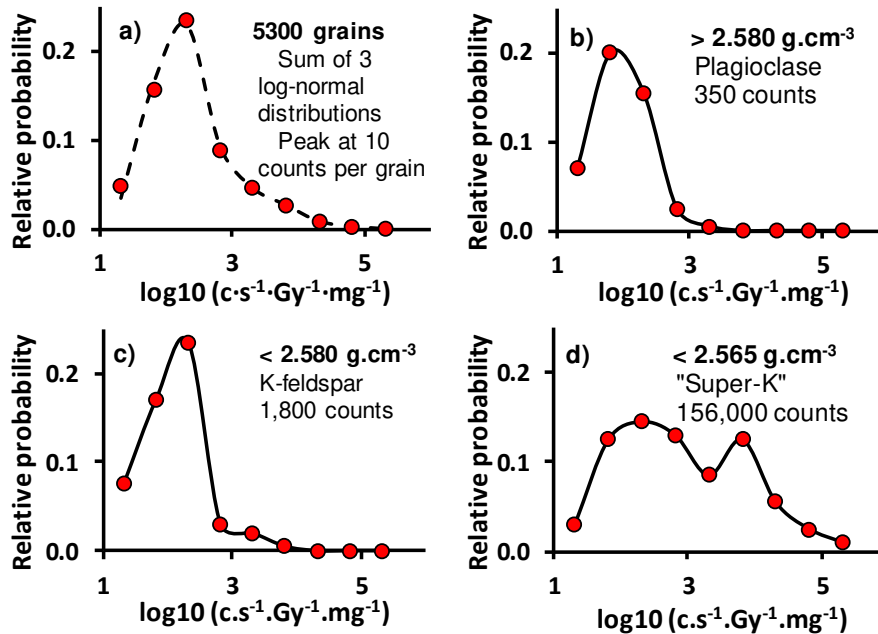 a)
5300 grains
Sum of 3
log-normal
distributions
Peak at 10
counts per grain
Relative probability
0.2
0.1
0.0
1
3
5
log10 (c·s⁻¹·Gy⁻¹·mg⁻¹)
b)
> 2.580 g.cm⁻³
Plagioclase
350 counts
Relative probability
0.2
0.1
0.0
1
3
5
log10 (c.s⁻¹.Gy⁻¹.mg⁻¹)
c)
< 2.580 g.cm⁻³
K-feldspar
1,800 counts
Relative probability
0.2
0.1
0.0
1
3
5
log10 (c.s⁻¹.Gy⁻¹.mg⁻¹)
d)
< 2.565 g.cm⁻³
"Super-K"
156,000 counts
Relative probability
0.2
0.1
0.0
1
3
5
log10 (c.s⁻¹.Gy⁻¹.mg⁻¹)